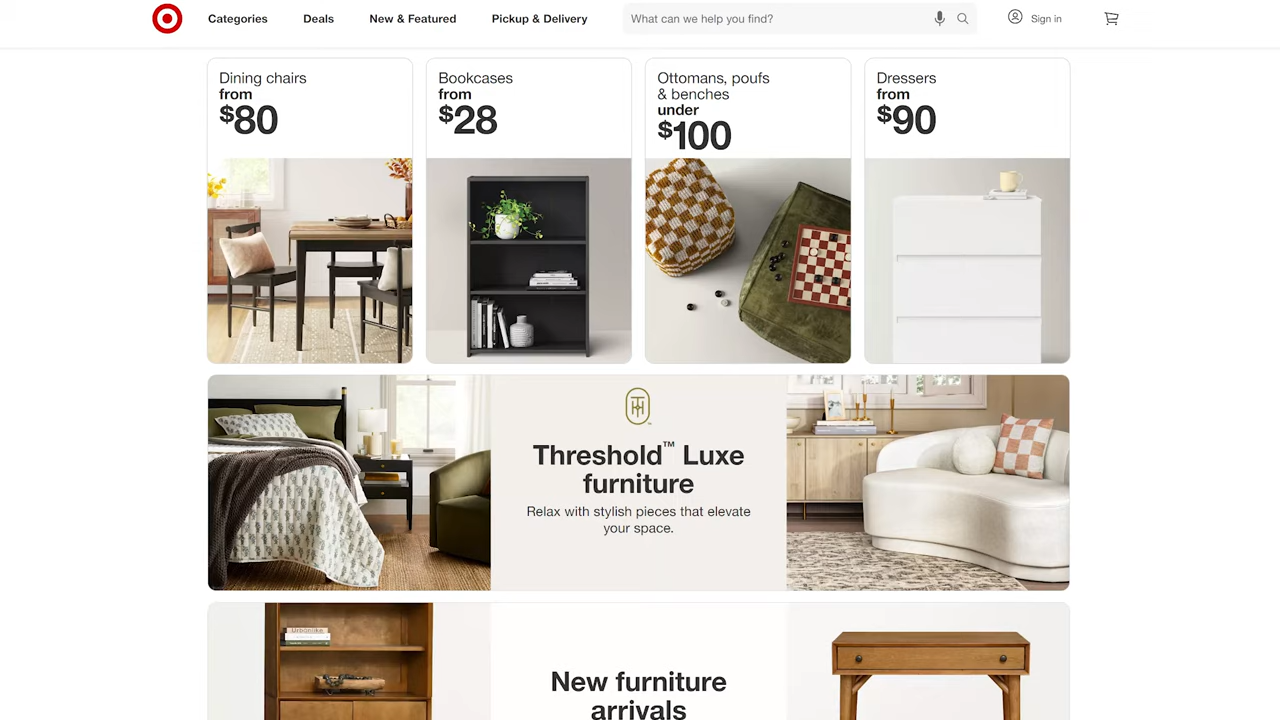 Categories
Deals
New & Featured
Pickup & Delivery
What can we help you find?
Sign in
Dining chairs
from
$80
Bookcases
from
$28
Ottomans, poufs
& benches
under
$100
Dressers
from
$90
Threshold™ Luxe
furniture
Relax with stylish pieces that elevate
your space.
New furniture
arrivals